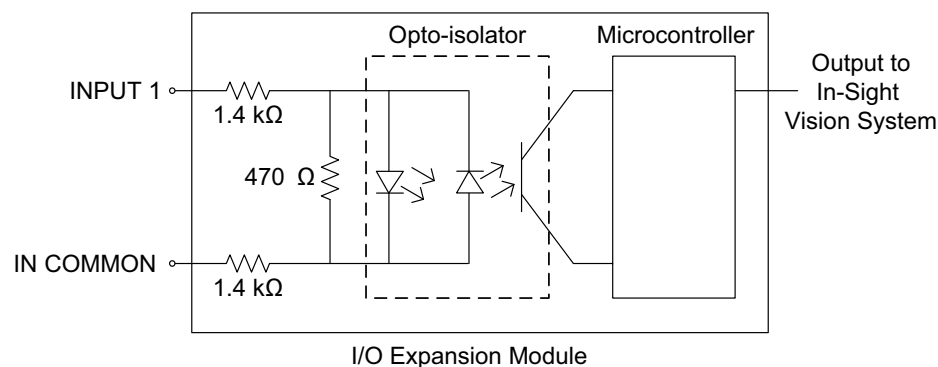 Opto-isolator
Microcontroller
INPUT 1
1.4 kΩ
Output to
In-Sight
Vision System
470 Ω
IN COMMON
1.4 kΩ
I/O Expansion Module